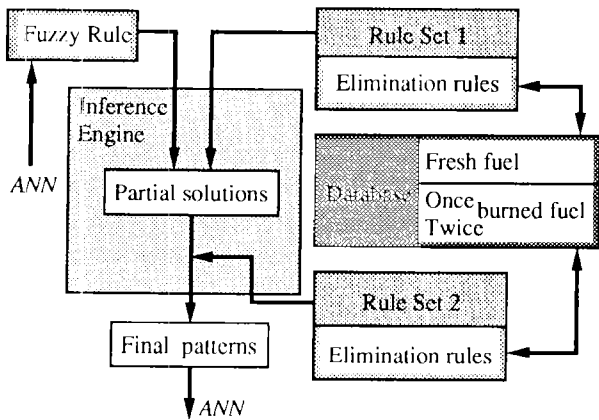 Fuzzy Rule
Rule Set 1
Elimination rules
Inference
Engine
ANN
Partial solutions
Database
Fresh fuel
Once
Twice
burned fuel
Rule Set 2
Elimination rules
Final patterns
ANN